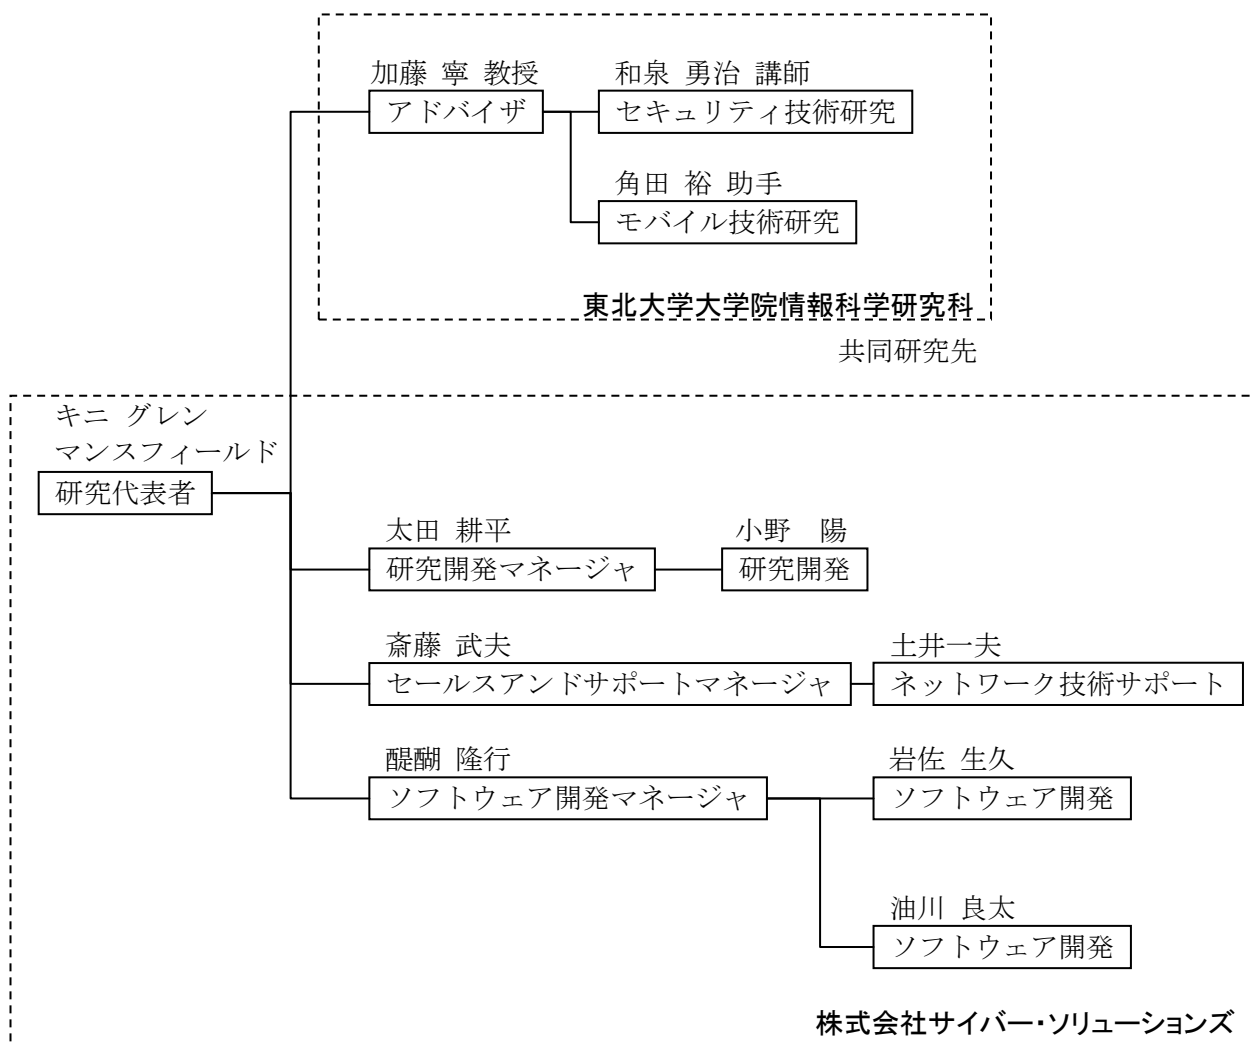 加藤 寧 教授
アドバイザ
和泉 勇治 講師
セキュリティ技術研究
角田 裕 助手
モバイル技術研究
東北大学大学院情報科学研究科
共同研究先
キニ グレン
マンスフィールド
研究代表者
太田 耕平
研究開発マネージャ
小野　陽
研究開発
斎藤 武夫
セールスアンドサポートマネージャ
土井一夫
ネットワーク技術サポート
醍醐 隆行
ソフトウェア開発マネージャ
岩佐 生久
ソフトウェア開発
油川 良太
ソフトウェア開発
株式会社サイバー・ソリューションズ